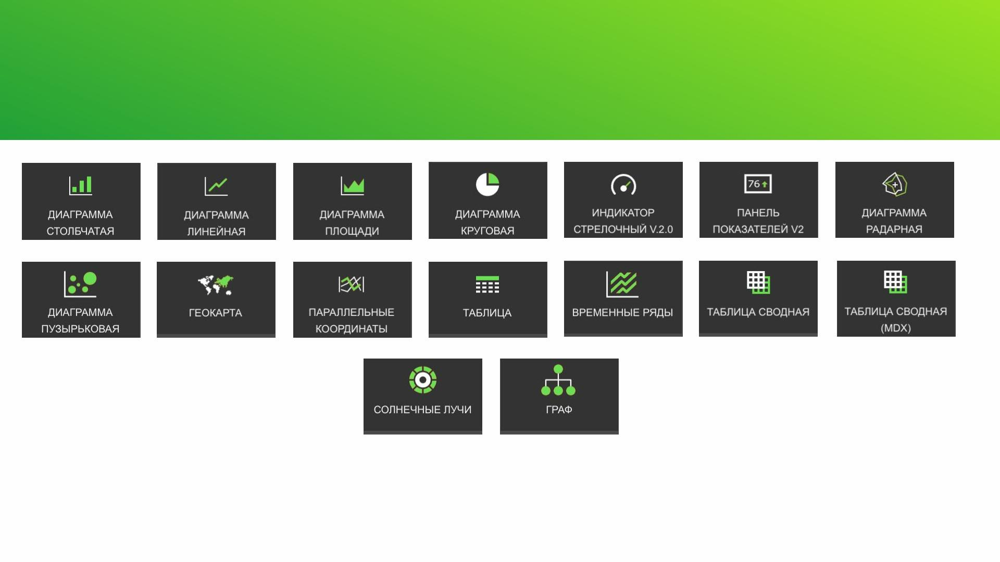 ДИАГРАММА
СТОЛБЧАТАЯ
ДИАГРАММА
ЛИНЕЙНАЯ
ДИАГРАММА
ПЛОЩАДИ
ДИАГРАММА
КРУГОВАЯ
ИНДИКАТОР
СТРЕЛОЧНЫЙ V.2.0
76
ПАНЕЛЬ
ПОКАЗАТЕЛЕЙ V2
ДИАГРАММА
РАДАРНАЯ
ДИАГРАММА
ПУЗЫРЬКОВАЯ
ГЕОКАРТА
ПАРАЛЛЕЛЬНЫЕ
КООРДИНАТЫ
ТАБЛИЦА
ВРЕМЕННЫЕ РЯДЫ
ТАБЛИЦА СВОДНАЯ
ТАБЛИЦА СВОДНАЯ
(MDX)
СОЛНЕЧНЫЕ ЛУЧИ
ГРАФ